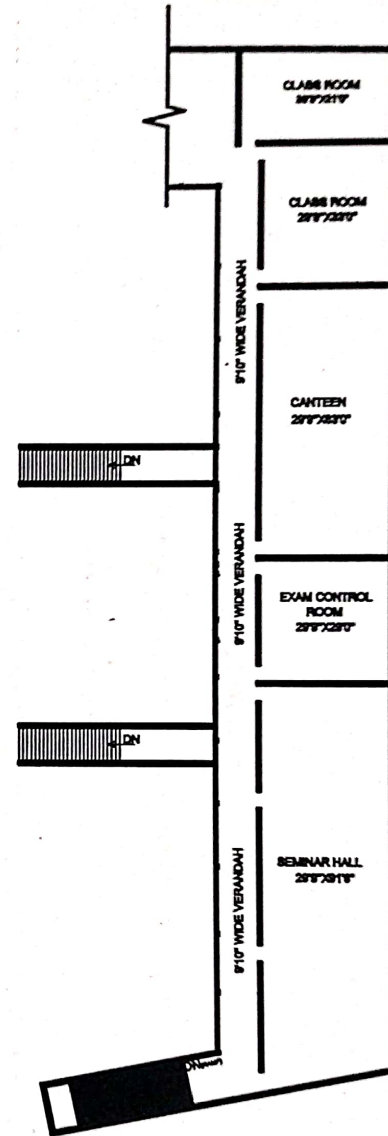 CLASS ROOM
CLASS ROOM
9'10" WIDE VERANDAH
CANTEEN
DN
9'10" WIDE VERANDAH
EXAM CONTROL
ROOM
DN
SEMINAR HALL
9'10" WIDE VERANDAH
DN